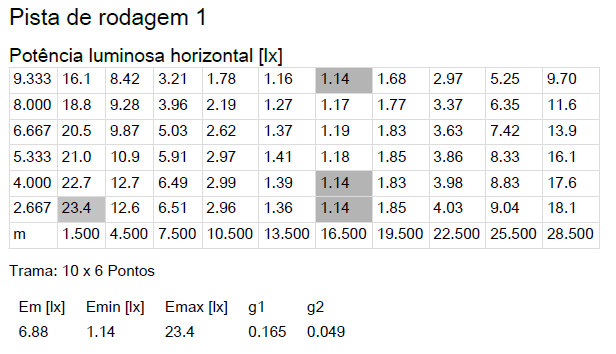 Pista de rodagem 1
Potência luminosa horizontal [lx]
9.333 16.1 8.42 3.21 1.78 1.16 1.14 1.68 2.97 5.25 9.70
8.000 18.8 9.28 3.96 2.19 1.27 1.17 1.77 3.37 6.35 11.6
6.667 20.5 9.87 5.03 2.62 1.37 1.19 1.83 3.63 7.42 13.9
5.333 21.0 10.9 5.91 2.97 1.41 1.18 1.85 3.86 8.33 16.1
4.000 22.7 12.7 6.49 2.99 1.39 1.14 1.83 3.98 8.83 17.6
2.667 23.4 12.6 6.51 2.96 1.36 1.14 1.85 4.03 9.04 18.1
m 1.500 4.500 7.500 10.500 13.500 16.500 19.500 22.500 25.500 28.500
Trama: 10 x 6 Pontos
Em [lx] Emin [lx] Emax [lx] g1 g2
6.88 1.14 23.4 0.165 0.049